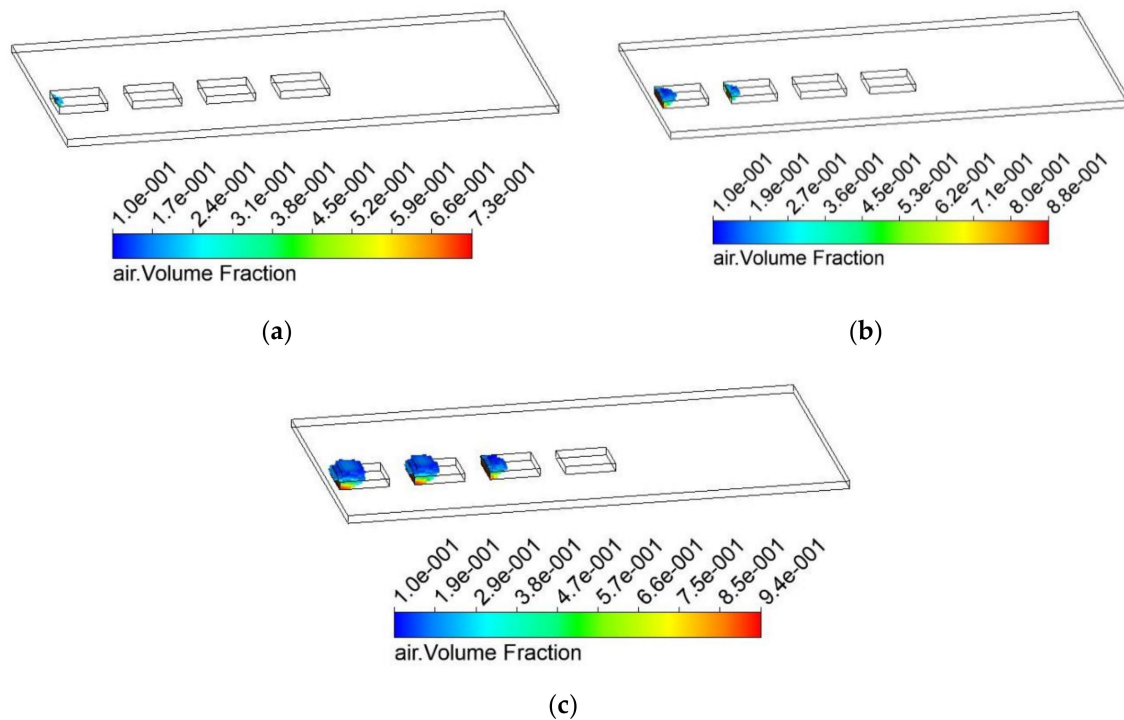 1.0e-001 1.7e-001 2.4e-001 3.1e-001 3.8e-001 4.5e-001 5.2e-001 5.9e-001 6.6e-001 7.3e-001
air.Volume Fraction
(a)
1.0e-001 1.9e-001 2.7e-001 3.6e-001 4.5e-001 5.3e-001 6.2e-001 7.1e-001 8.0e-001 8.8e-001
air.Volume Fraction
(b)
1.0e-001 1.9e-001 2.9e-001 3.8e-001 4.7e-001 5.7e-001 6.6e-001 7.5e-001 8.5e-001 9.4e-001
air.Volume Fraction
(c)